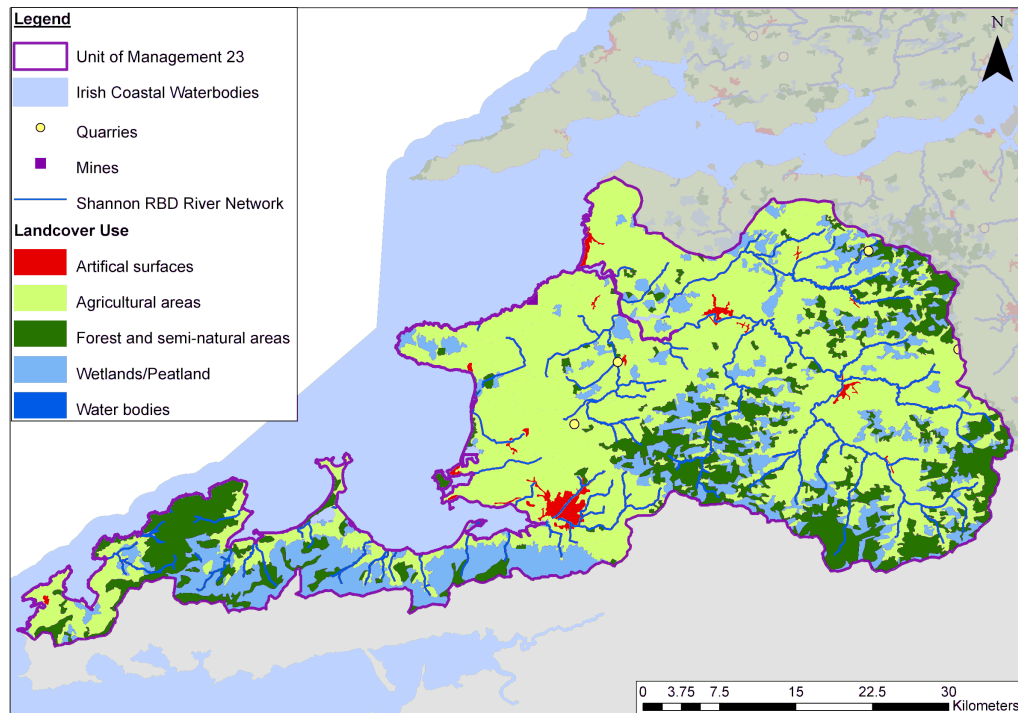 Legend
Unit of Management 23
Irish Coastal Waterbodies
Quarries
Mines
Shannon RBD River Network
Landcover Use
Artifical surfaces
Agricultural areas
Forest and semi-natural areas
Wetlands/Peatland
Water bodies
N
0 3.75 7.5 15 22.5 30
Kilometers